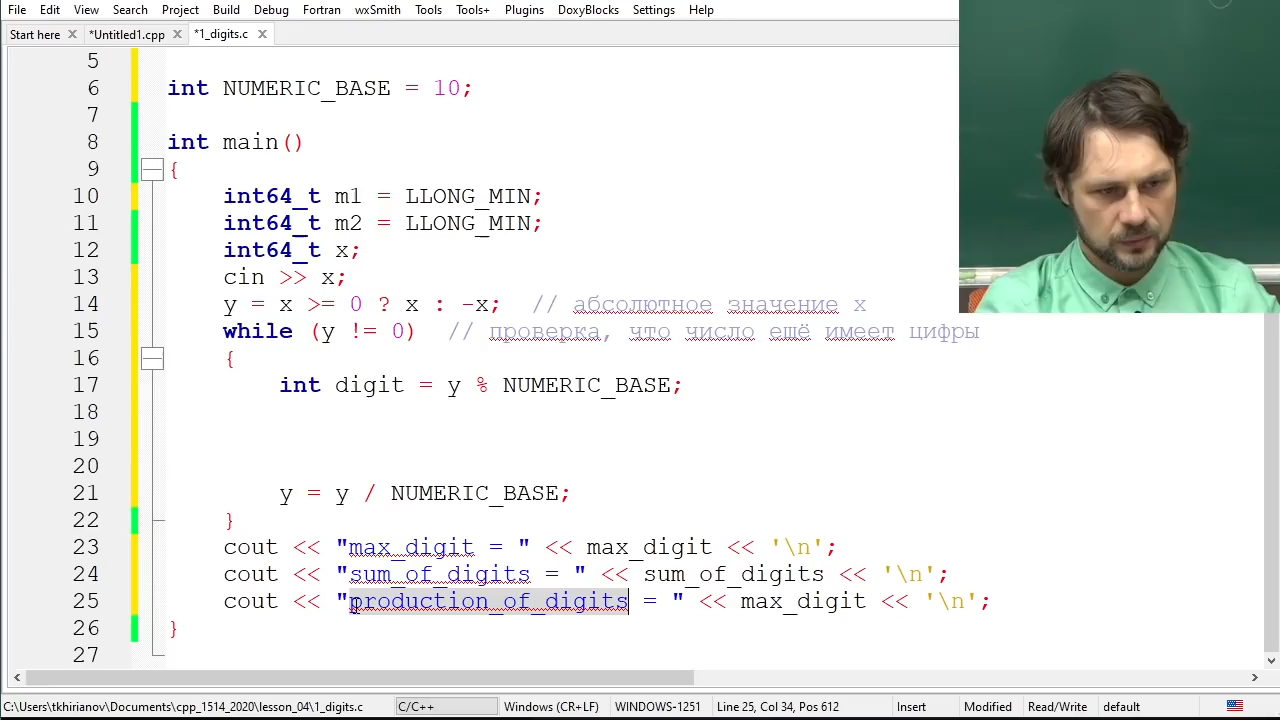 File Edit View Search Project Build Debug Fortran wxSmith Tools Tools+ Plugins DoxyBlocks Settings Help
Start here *Untitled1.cpp *1_digits.c
5
6 int NUMERIC_BASE = 10;
7
8 int main()
9 {
10 int64_t m1 = LLONG_MIN;
11 int64_t m2 = LLONG_MIN;
12 int64_t x;
13 cin >> x;
14 y = x >= 0 ? x : -x; // абсолютное значение x
15 while (y != 0) // проверка, что число ещё имеет цифры
16 {
17 int digit = y % NUMERIC_BASE;
18
19
20
21 y = y / NUMERIC_BASE;
22 }
23 cout << "max_digit = " << max_digit << '\n';
24 cout << "sum_of_digits = " << sum_of_digits << '\n';
25 cout << "production_of_digits = " << max_digit << '\n';
26 }
27
C:\Users\tkhirianov\Documents\cpp_1514_2020\lesson_04\1_digits.c C/C++ Windows (CR+LF) WINDOWS-1251 Line 25, Col 34, Pos 612 Insert Modified Read/Write default